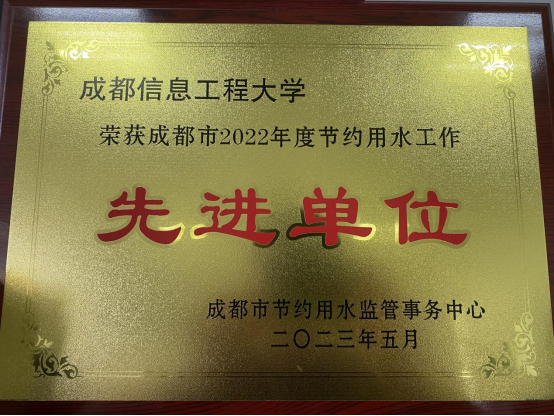 成都信息工程大学
荣获成都市2022年度节约用水工作
先进单位
成都市节约用水监管事务中心
二〇二三年五月